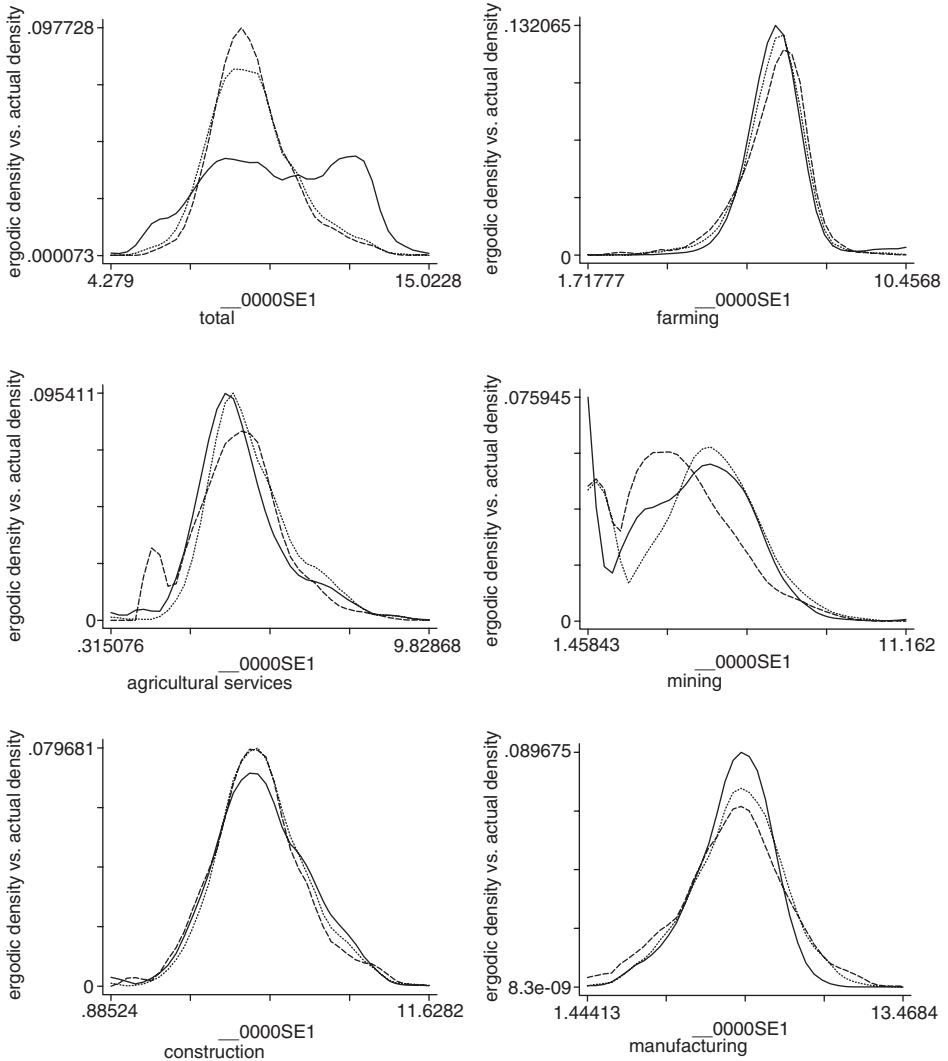 ergodic density vs. actual density
.097728
.000073
4.279
15.0228
__0000SE1
total
ergodic density vs. actual density
.132065
0
1.71777
10.4568
__0000SE1
farming
ergodic density vs. actual density
.095411
0
.315076
9.82868
__0000SE1
agricultural services
ergodic density vs. actual density
.075945
0
1.45843
11.162
__0000SE1
mining
ergodic density vs. actual density
.079681
0
.88524
11.6282
__0000SE1
construction
ergodic density vs. actual density
.089675
8.3e-09
1.44413
13.4684
__0000SE1
manufacturing